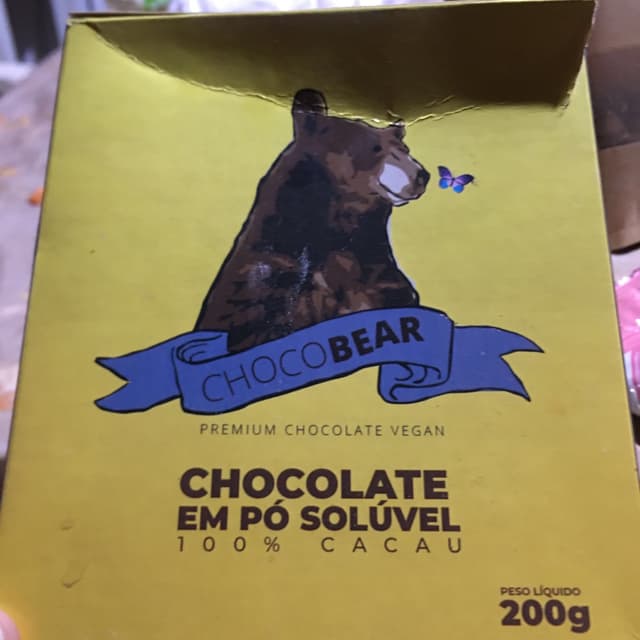 CHOCOBEAR
PREMIUM CHOCOLATE VEGAN
CHOCOLATE
EM PÓ SOLÚVEL
100% CACAU
PESO LÍQUIDO
200g